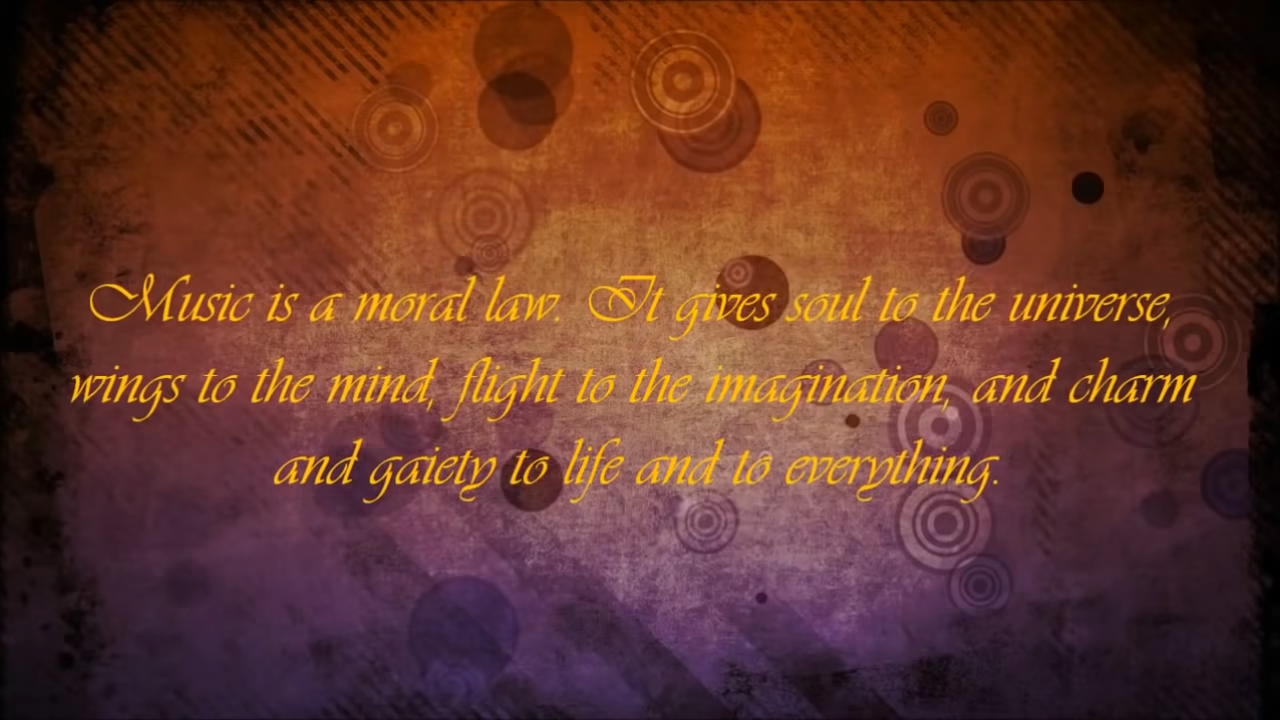 Music is a moral law. It gives soul to the universe,
wings to the mind, flight to the imagination, and charm
and gaiety to life and to everything.